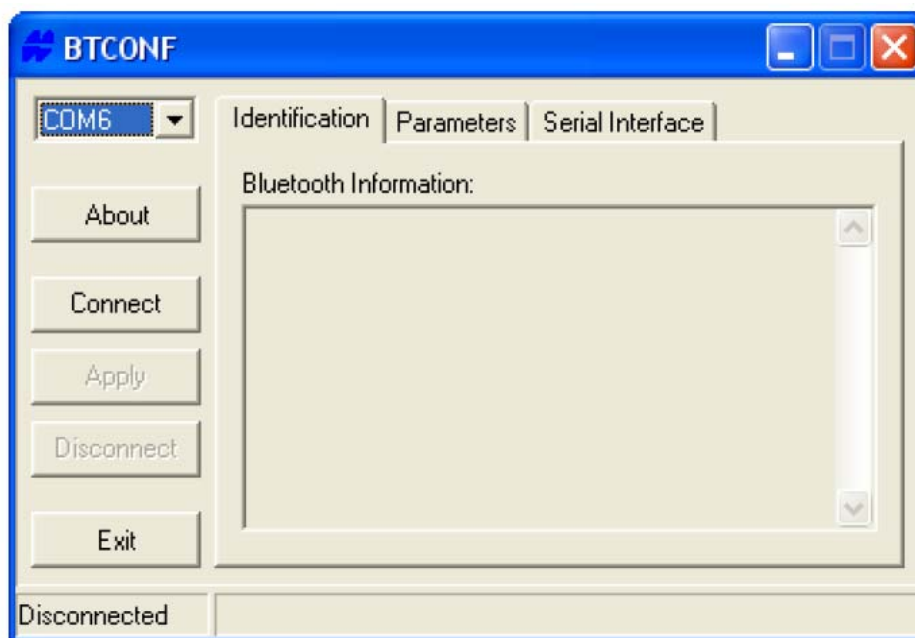 BTCONF
COM6
Identification
Parameters
Serial Interface
Bluetooth Information:
About
Connect
Apply
Disconnect
Exit
Disconnected